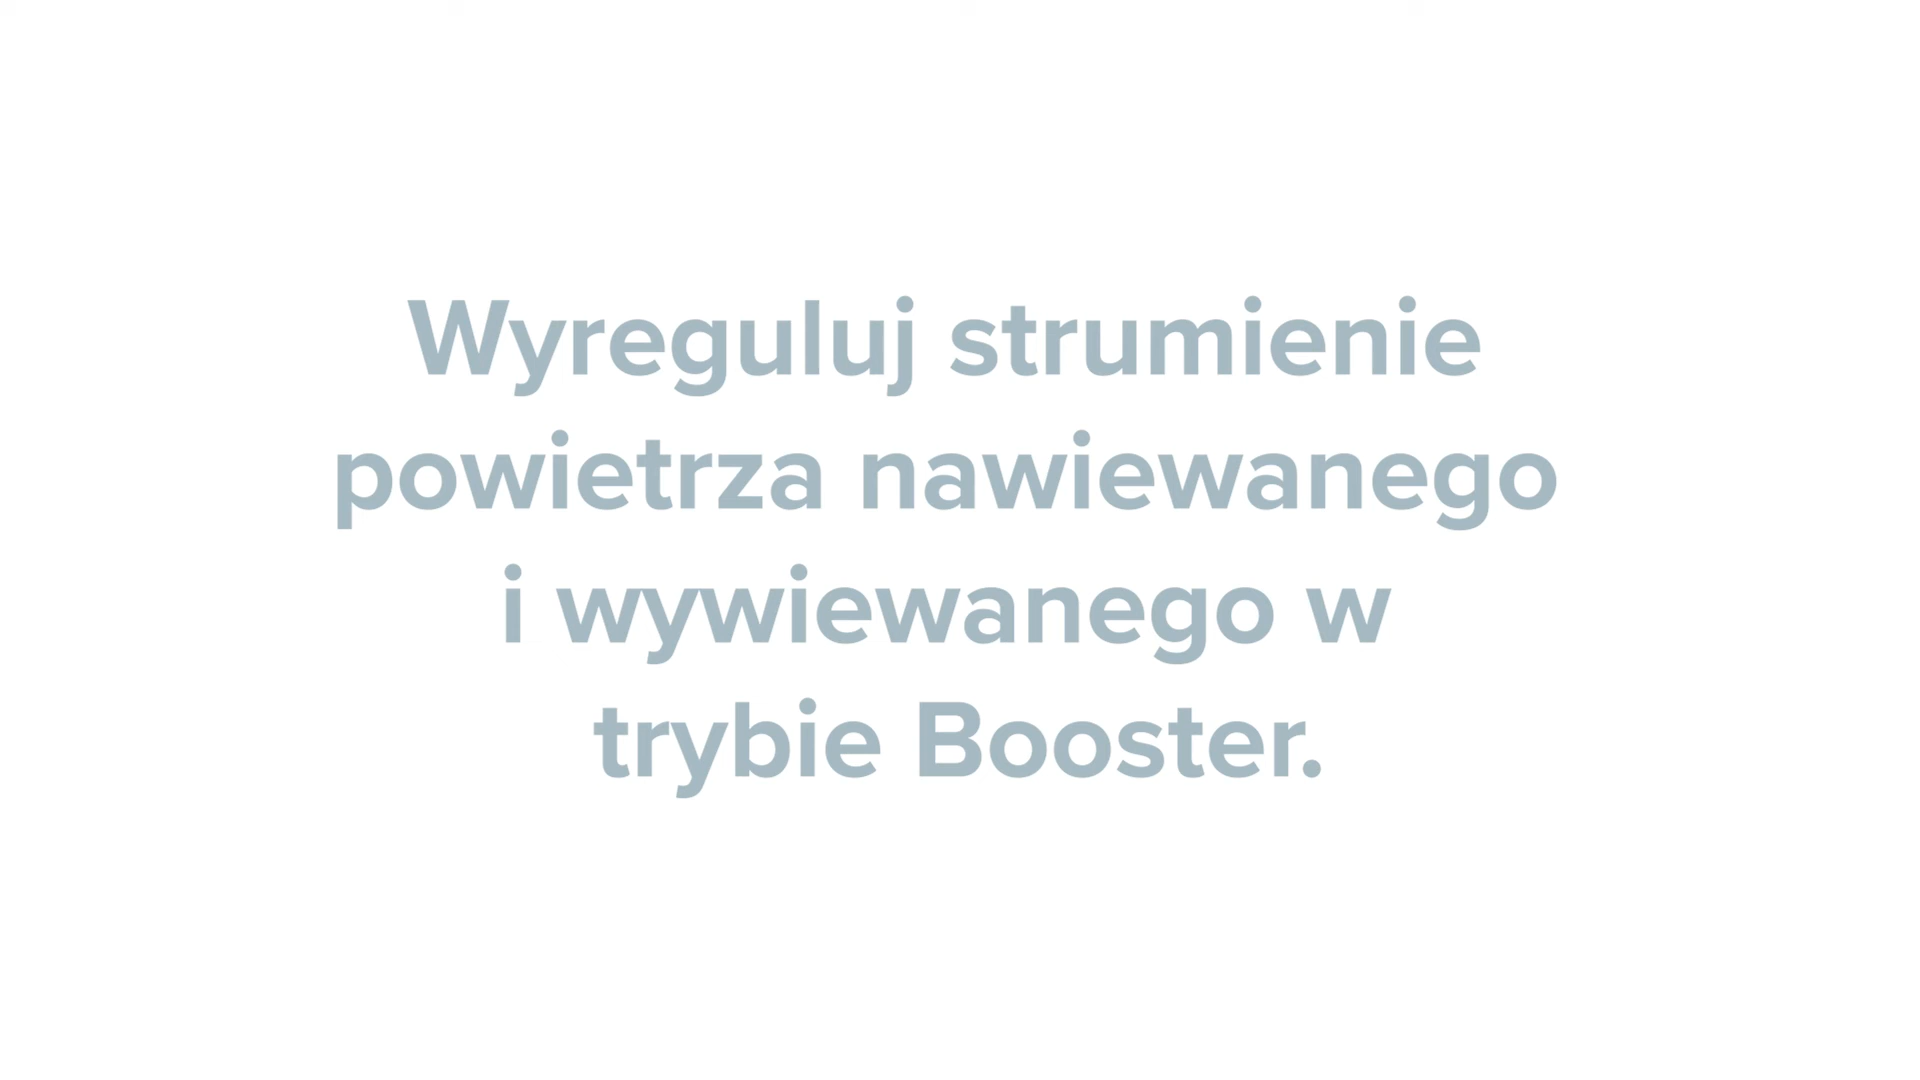 Wyreguluj strumienie
powietrza nawiewanego
i wywiewanego w
trybie Booster.